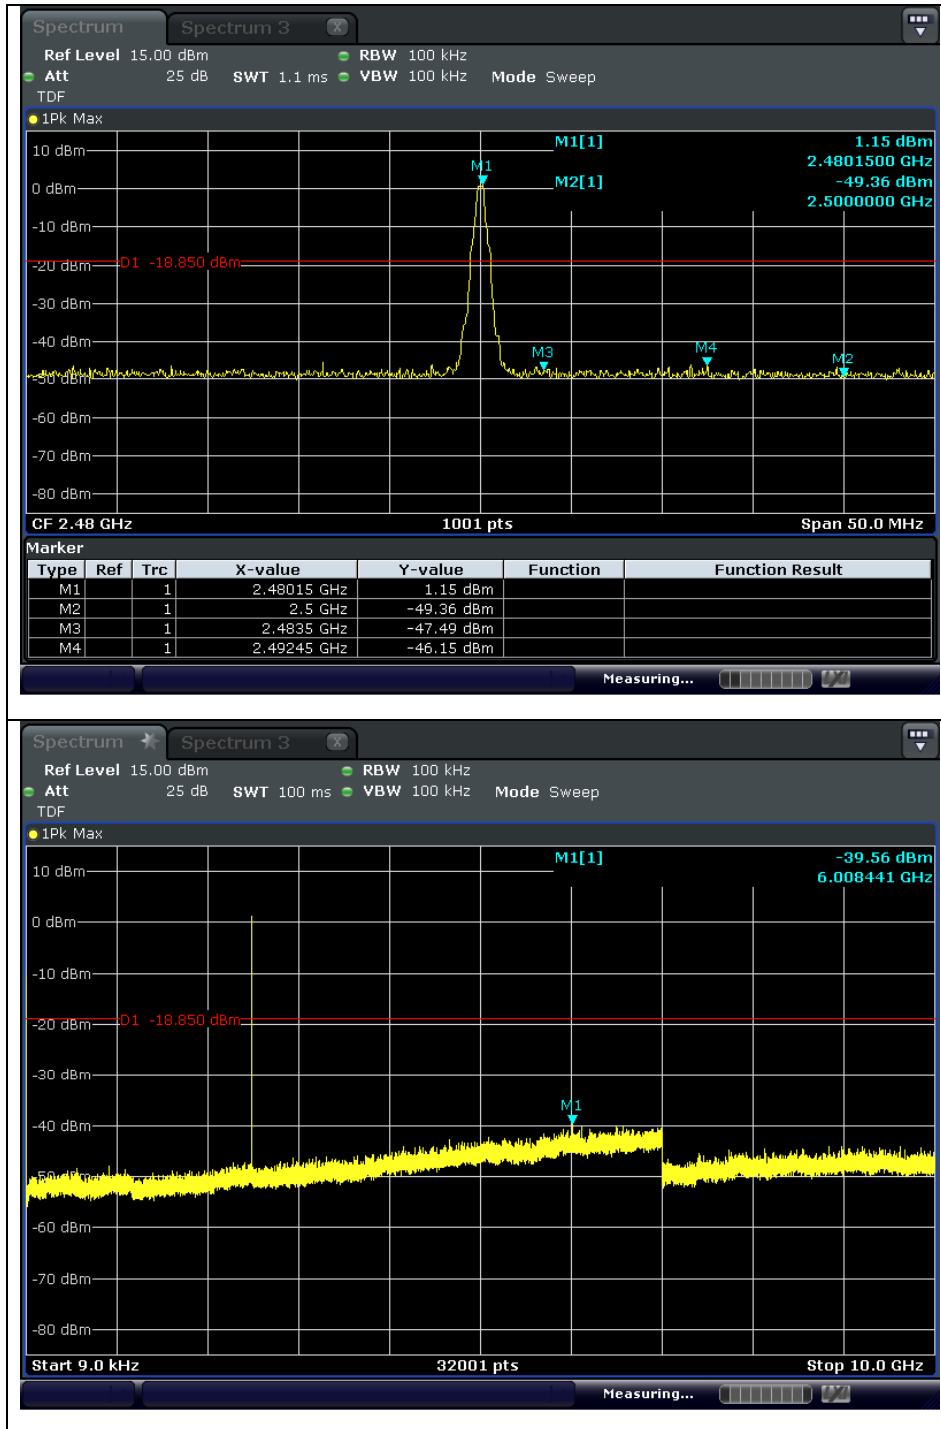 Spectrum Spectrum 3 X
Ref Level 15.00 dBm RBW 100 kHz
Att 25 dB SWT 1.1 ms VBW 100 kHz Mode Sweep
TDF
1Pk Max
M1[1] 1.15 dBm
2.4801500 GHz
M2[1] -49.36 dBm
2.5000000 GHz
10 dBm
M1
0 dBm
-10 dBm
D1 -18.850 dBm
-20 dBm
-30 dBm
-40 dBm
M3 M4 M2
-50 dBm
-60 dBm
-70 dBm
-80 dBm
CF 2.48 GHz 1001 pts Span 50.0 MHz
Marker
Type Ref Trc X-value Y-value Function Function Result
M1 1 2.48015 GHz 1.15 dBm
M2 1 2.5 GHz -49.36 dBm
M3 1 2.4835 GHz -47.49 dBm
M4 1 2.49245 GHz -46.15 dBm
Measuring...
Spectrum Spectrum 3 X
Ref Level 15.00 dBm RBW 100 kHz
Att 25 dB SWT 100 ms VBW 100 kHz Mode Sweep
TDF
1Pk Max
M1[1] -39.56 dBm
6.008441 GHz
10 dBm
0 dBm
-10 dBm
D1 -18.850 dBm
-20 dBm
-30 dBm
M1
-40 dBm
-50 dBm
-60 dBm
-70 dBm
-80 dBm
Start 9.0 kHz 32001 pts Stop 10.0 GHz
Measuring...